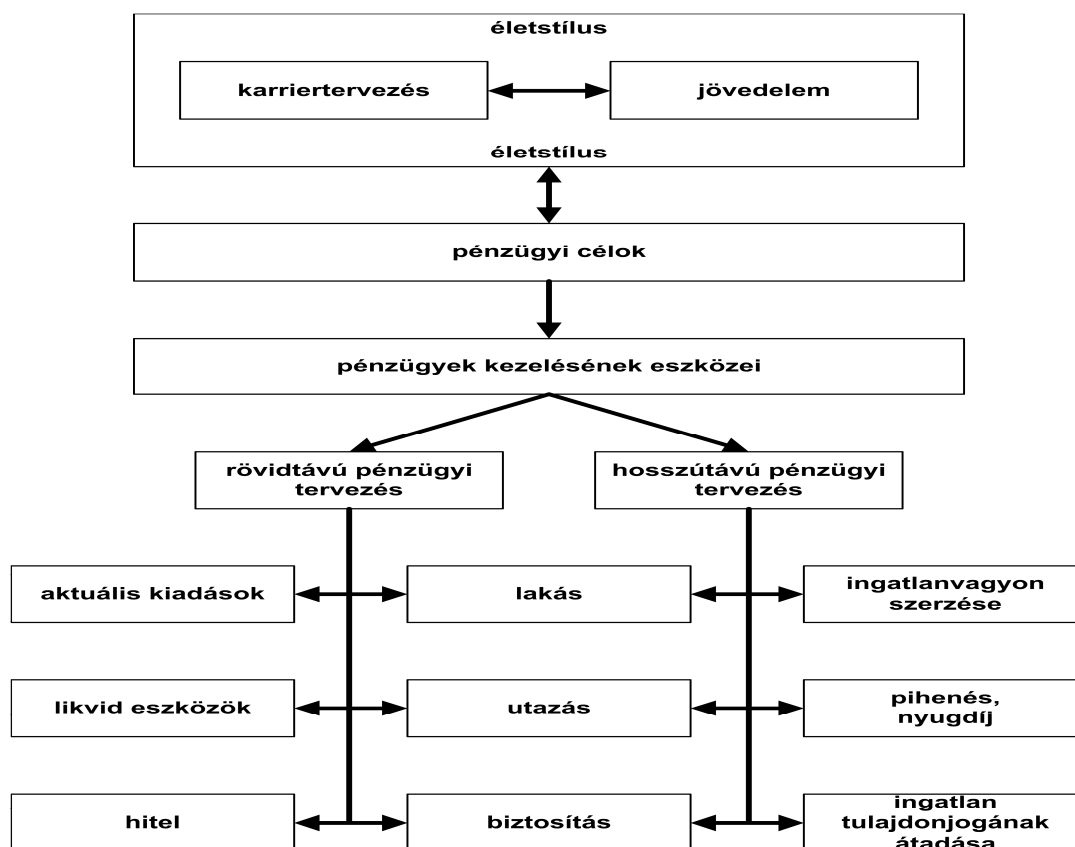 életstílus
karriertervezés
jövedelem
életstílus
pénzügyi célok
pénzügyek kezelésének eszközei
rövidtávú pénzügyi
tervezés
hosszútávú pénzügyi
tervezés
aktuális kiadások
lakás
ingatlanvagyon
szerzése
likvid eszközök
utazás
pihenés,
nyugdíj
hitel
biztosítás
ingatlan
tulajdonjogának
átadása